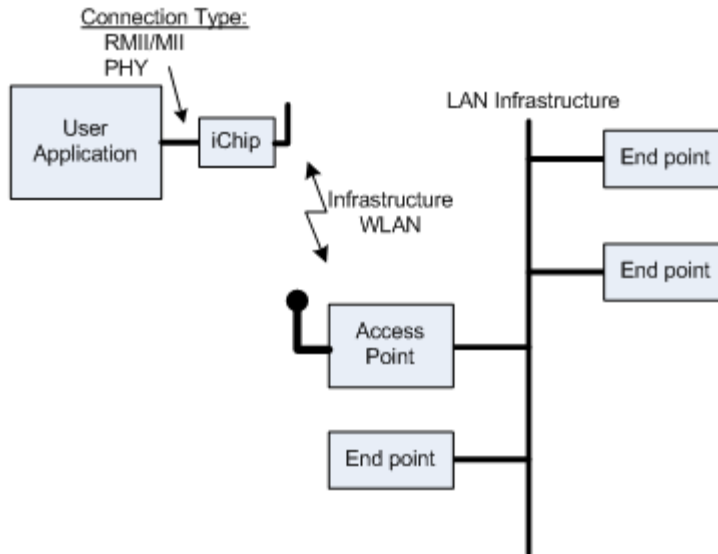 Connection Type:
RMII/MII
PHY
User
Application
iChip
LAN Infrastructure
End point
Infrastructure
WLAN
End point
Access
Point
End point